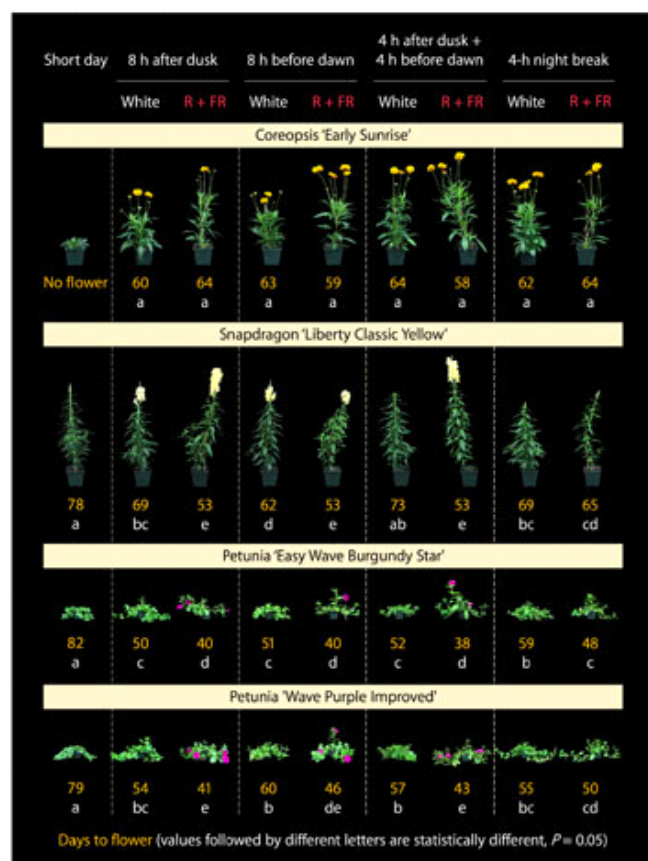 4 h after dusk +
Short day 8 h after dusk 8 h before dawn 4 h before dawn 4-h night break
White R + FR White R + FR White R + FR White R + FR
Coreopsis 'Early Sunrise'
No flower 60 64 63 59 64 58 62 64
a a a a a a a a
Snapdragon 'Liberty Classic Yellow'
78 69 53 62 53 73 53 69 65
a bc e d e ab e bc cd
Petunia 'Easy Wave Burgundy Star'
82 50 40 51 40 52 38 59 48
a c d c d c d b c
Petunia 'Wave Purple Improved'
79 54 41 60 46 57 43 55 50
a bc e b de b e bc cd
Days to flower (values followed by different letters are statistically different, P = 0.05)